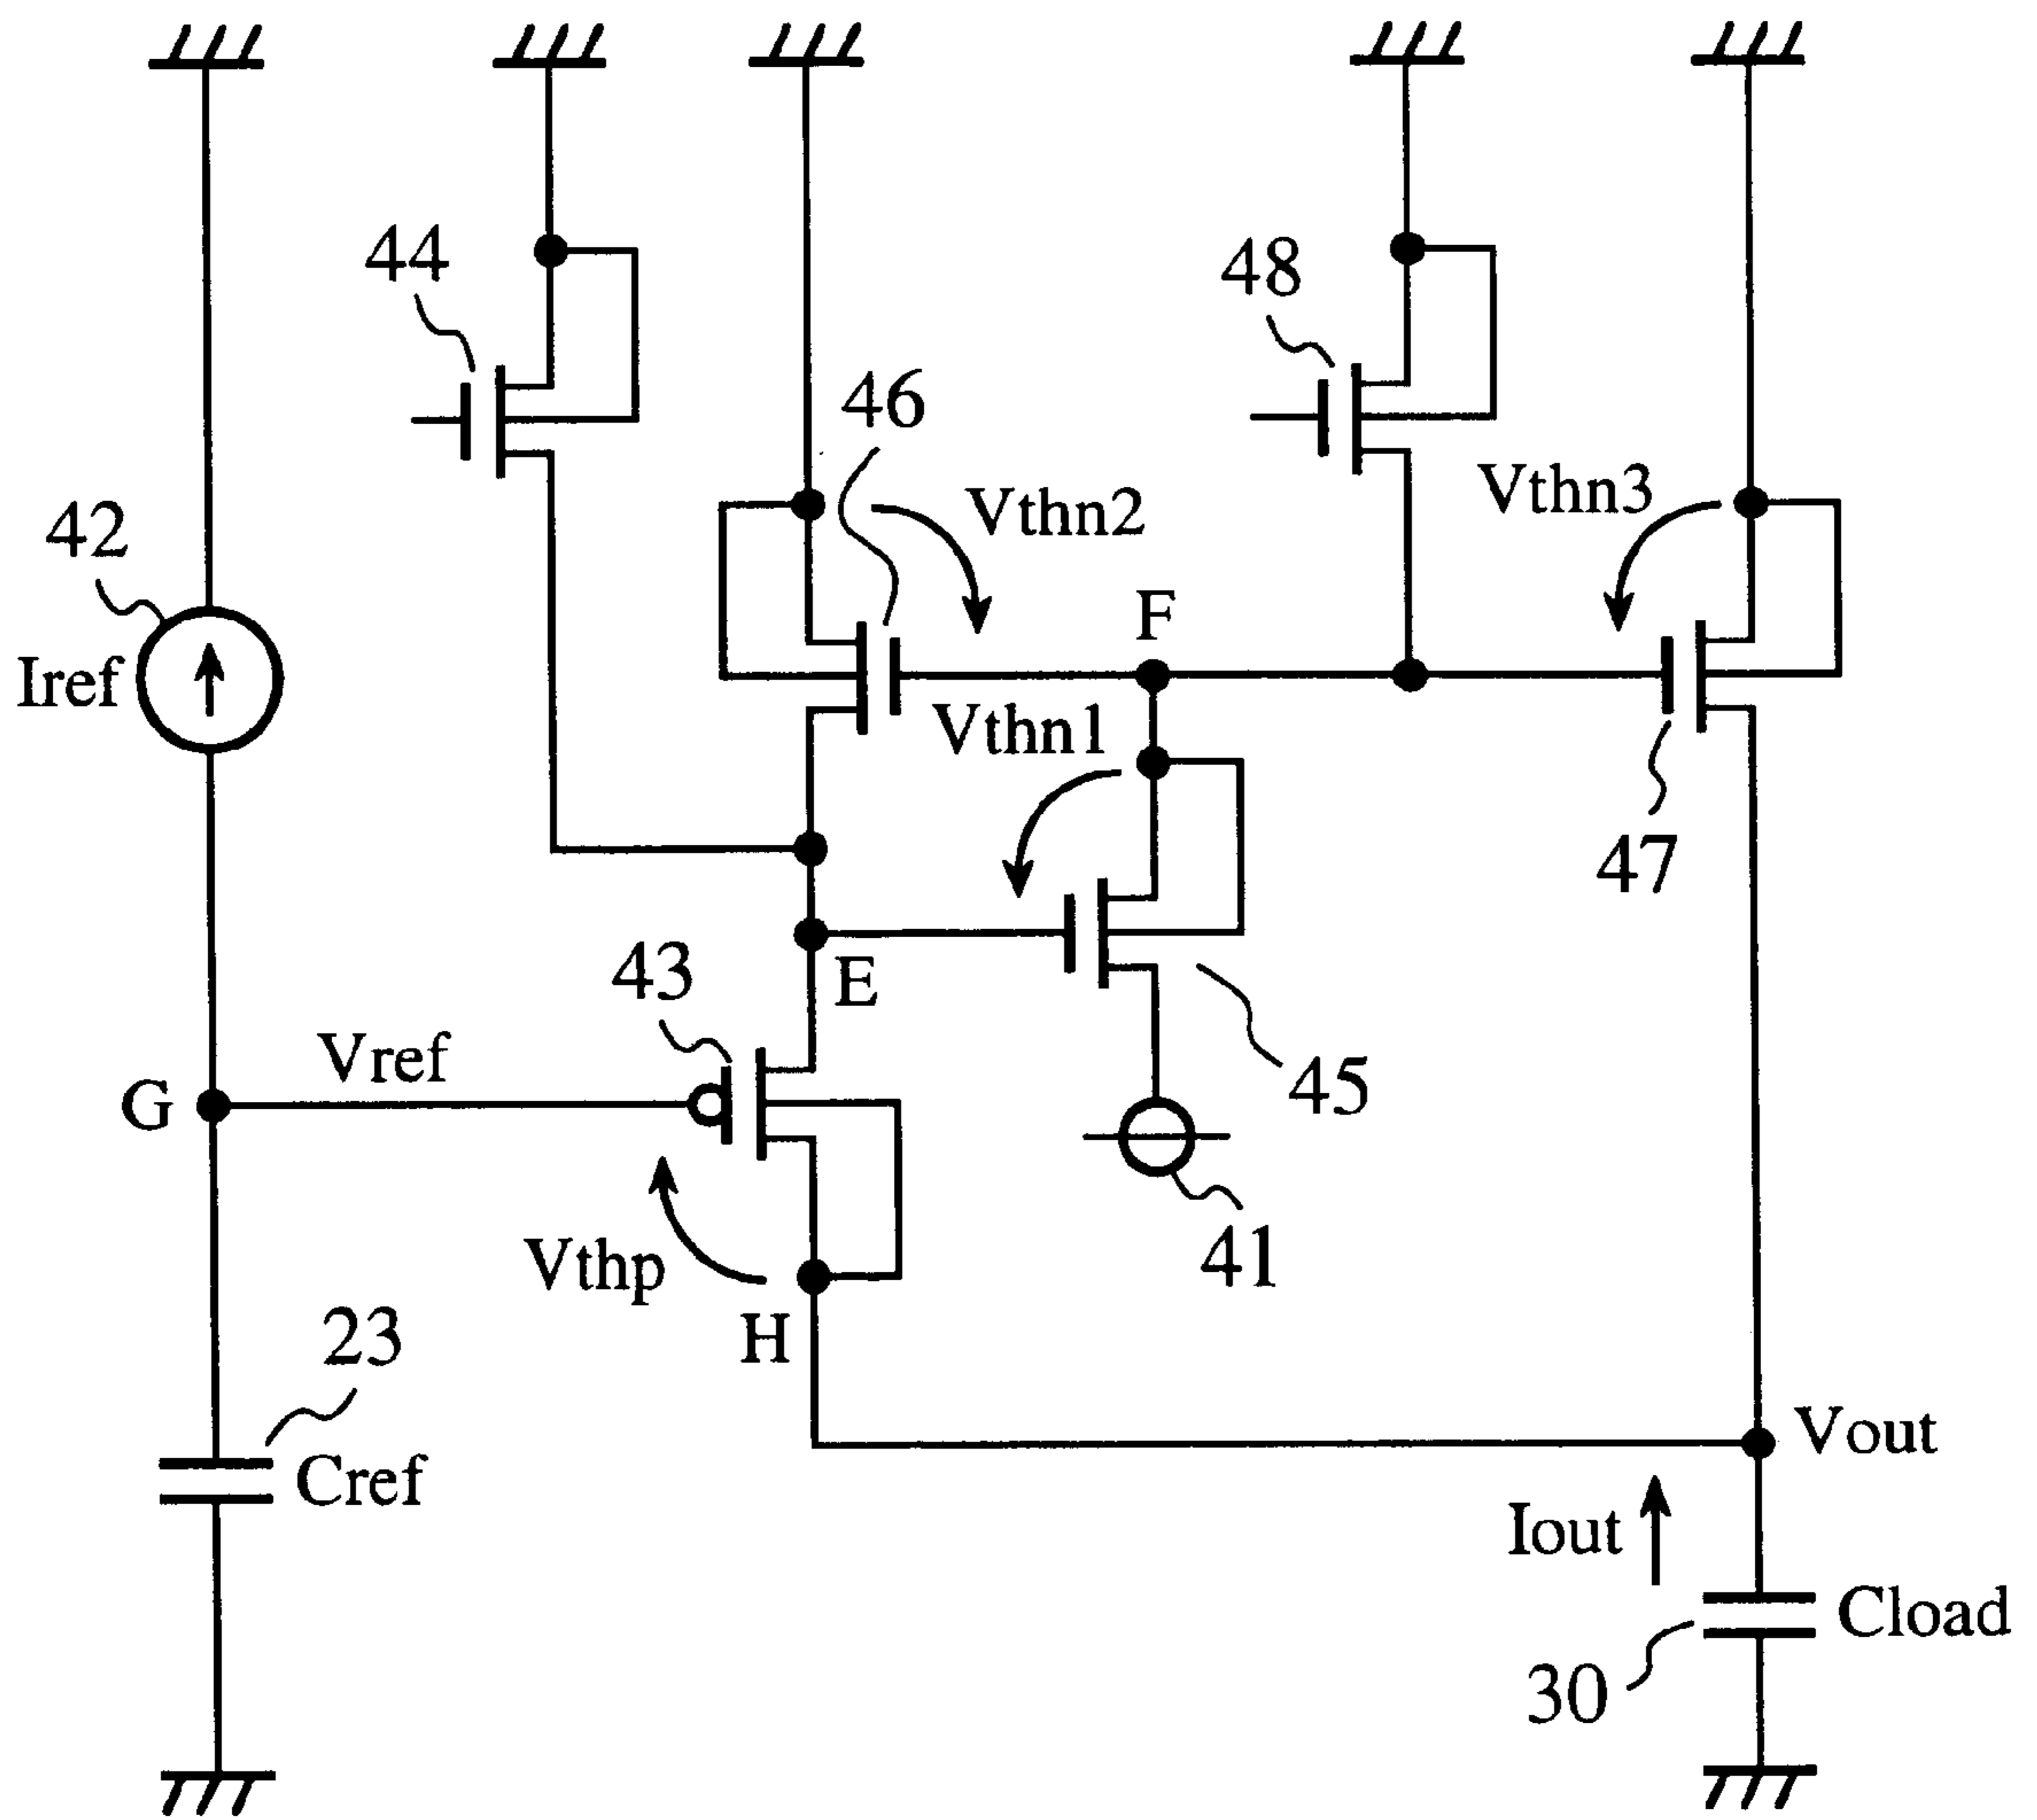 44
48
46
Vthn2
Vthn3
42
Iref
F
Vthn1
47
43
E
Vref
G
45
Vthp
41
H
23
Vout
Cref
Iout
Cload
30